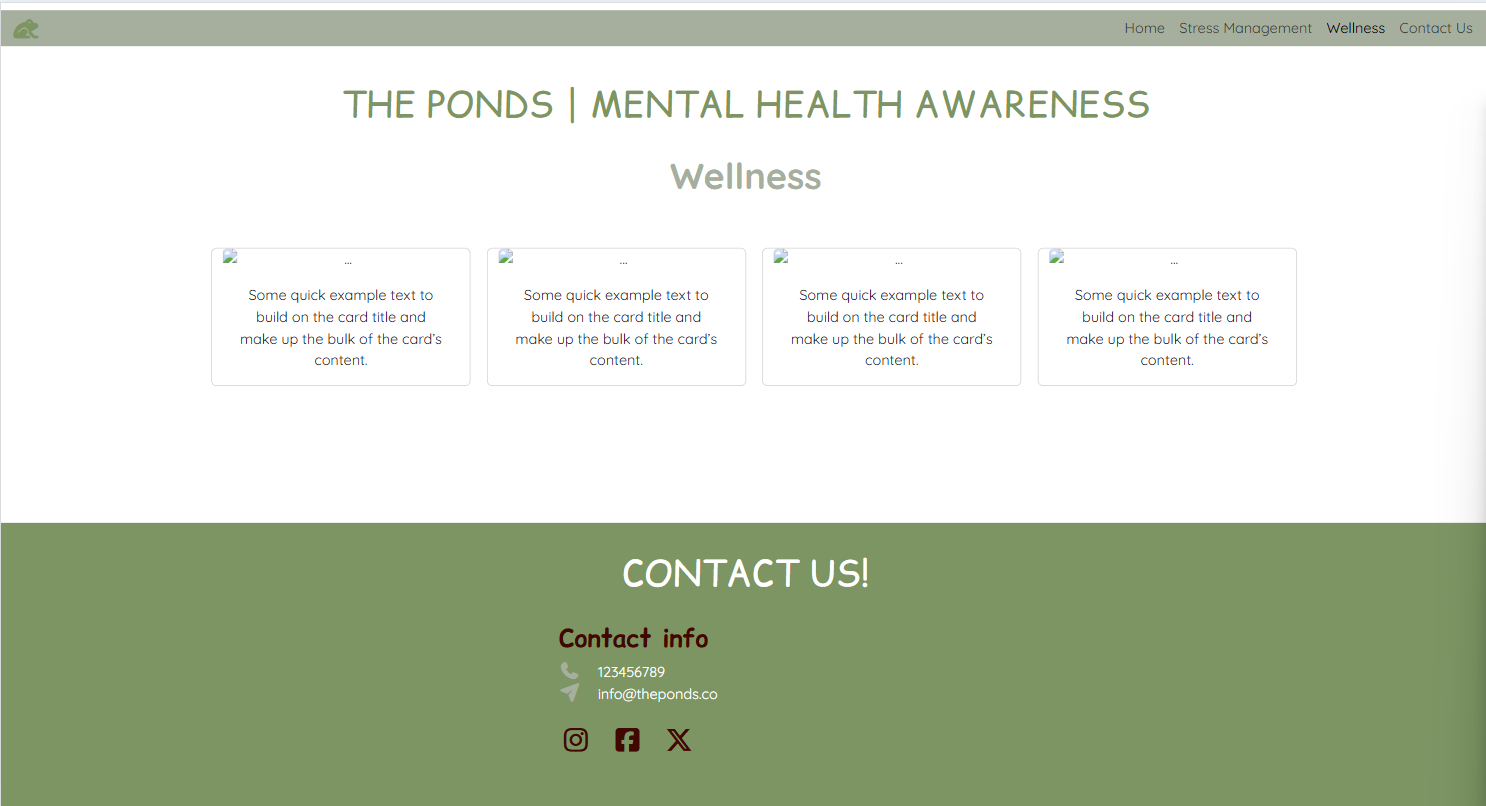 Home Stress Management Wellness Contact Us
THE PONDS | MENTAL HEALTH AWARENESS
Wellness
... ... ... ...
Some quick example text to
build on the card title and
make up the bulk of the card's
content.
Some quick example text to
build on the card title and
make up the bulk of the card's
content.
Some quick example text to
build on the card title and
make up the bulk of the card's
content.
Some quick example text to
build on the card title and
make up the bulk of the card's
content.
CONTACT US!
Contact info
123456789
info@theponds.co